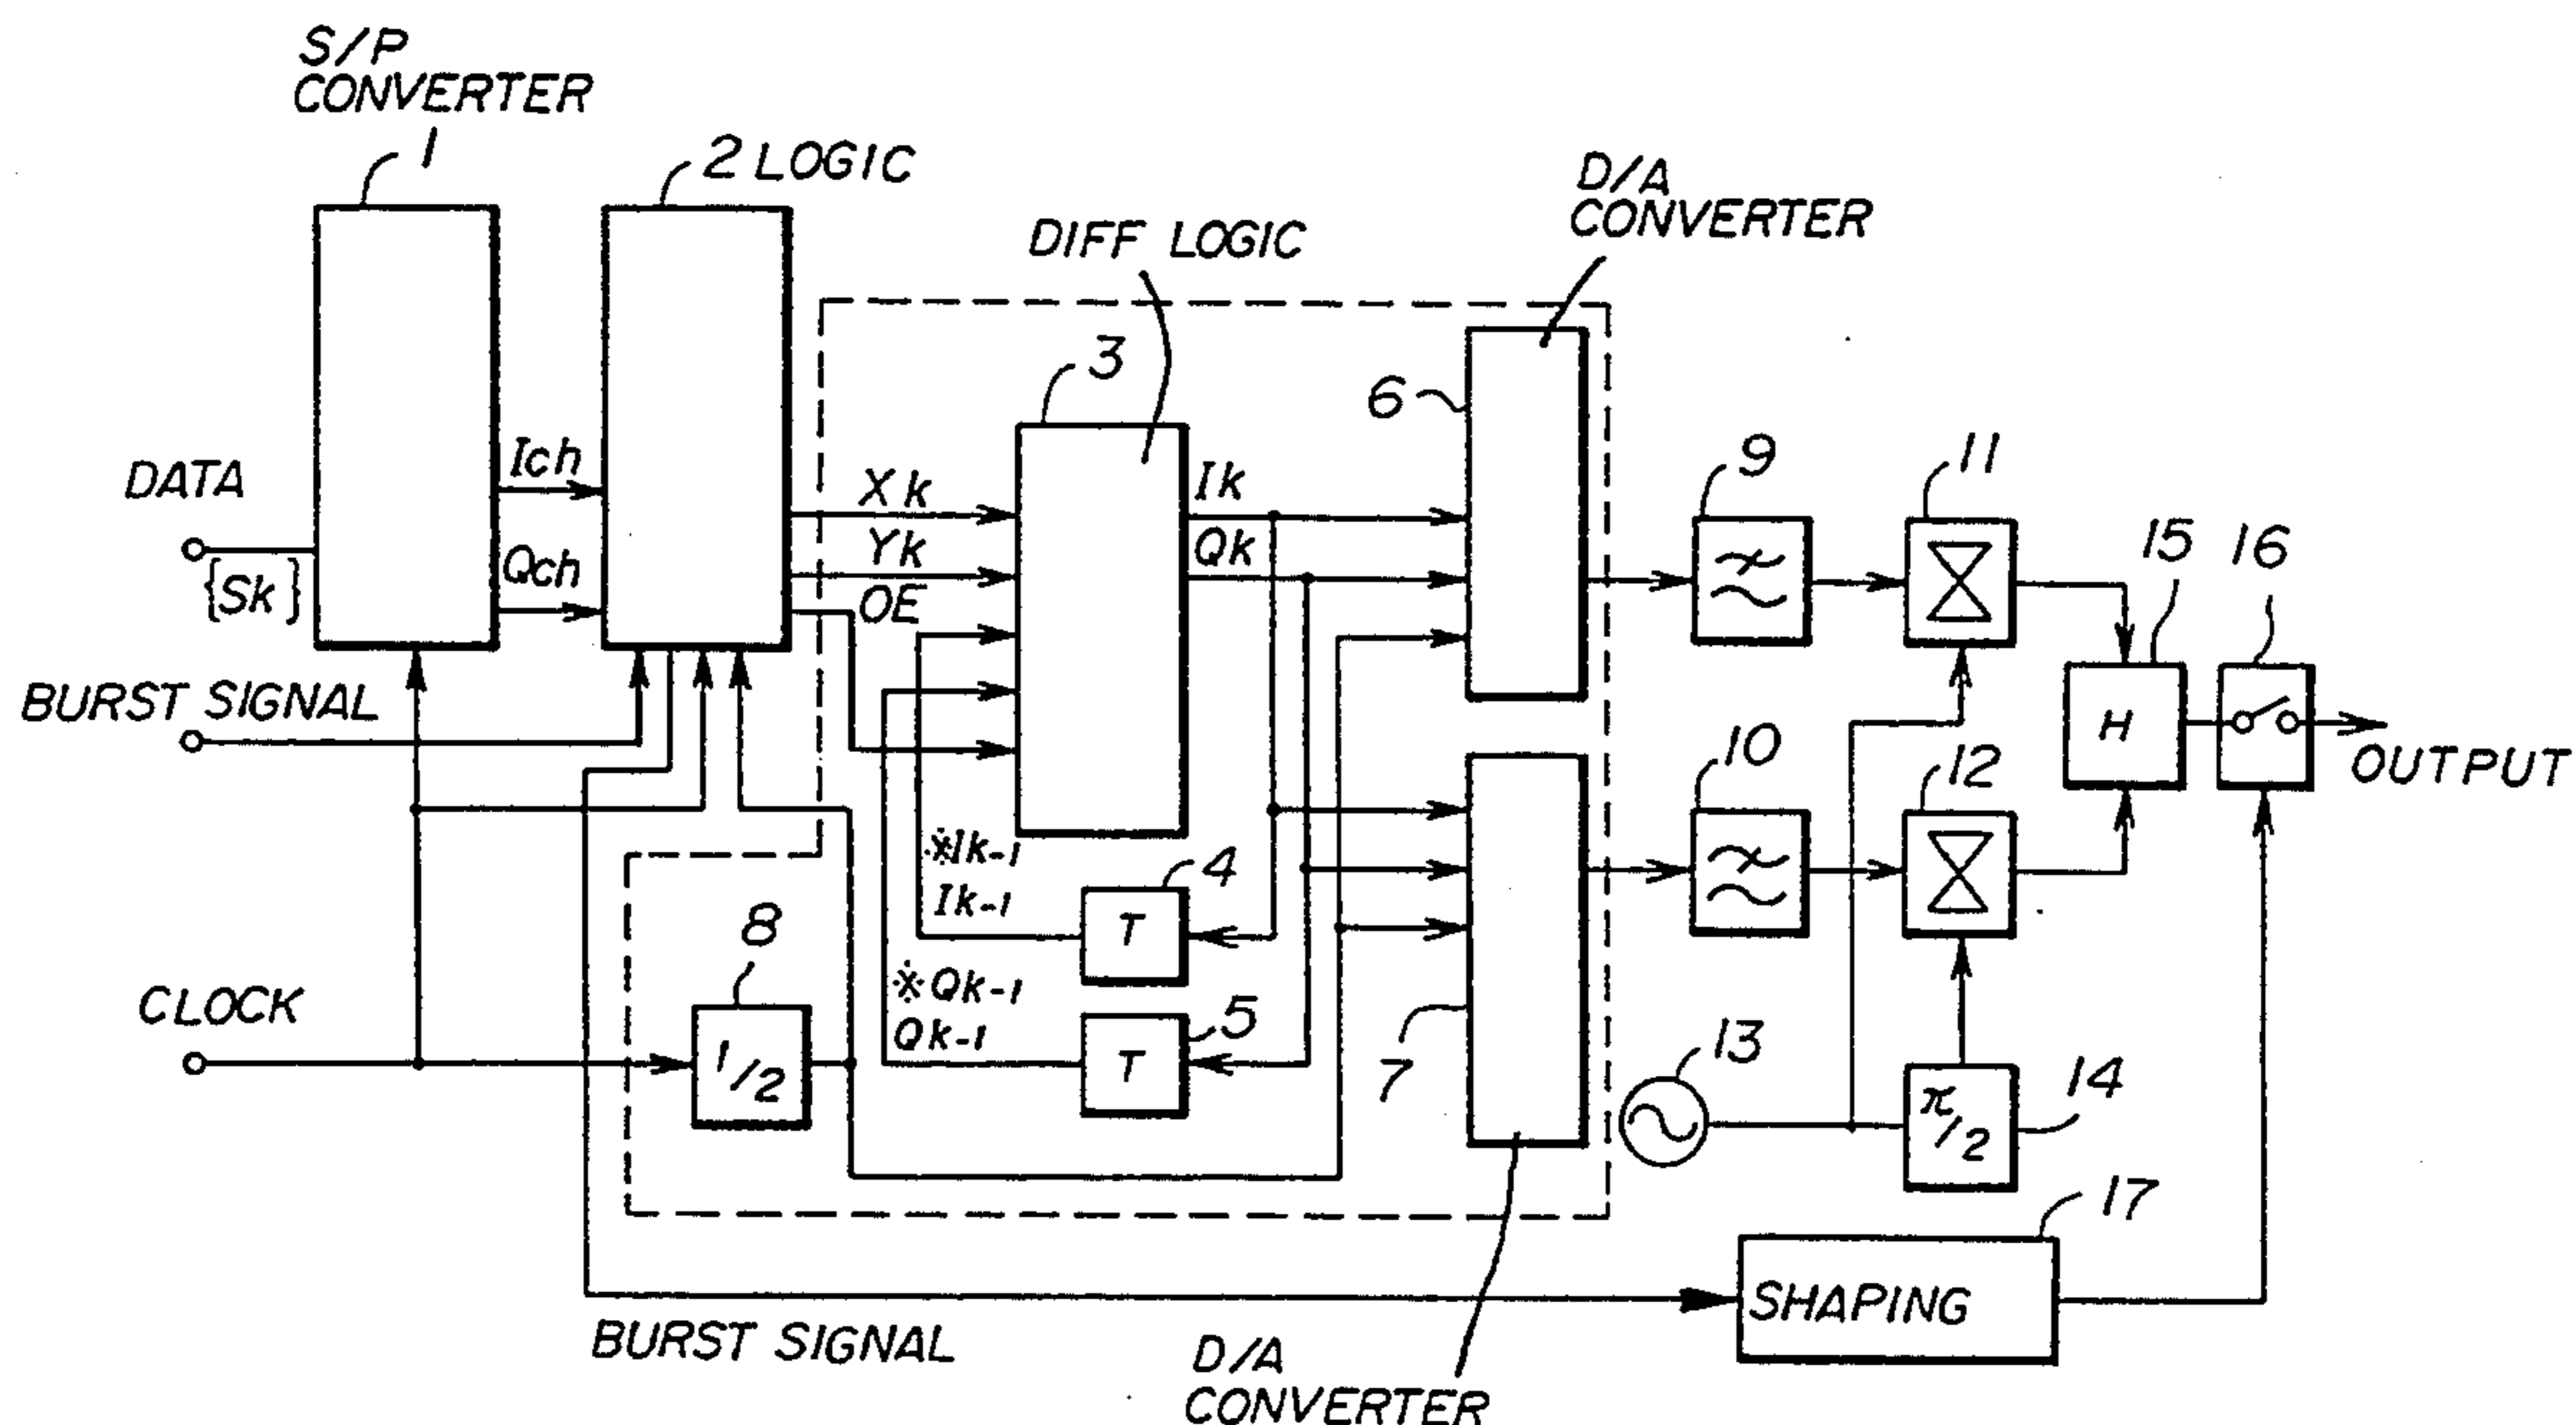 S/P
CONVERTER
1
2 LOGIC
D/A
CONVERTER
DIFF LOGIC
3
6
Ich
Xk
Ik
9
11
DATA
{Sk}
Qch
Yk
Qk
15
16
OE
BURST SIGNAL
H
OUTPUT
10
12
※Ik-1
Ik-1
4
T
8
※Qk-1
Qk-1
5
T
7
CLOCK
1/2
13
π/2
14
17
SHAPING
BURST SIGNAL
D/A
CONVERTER